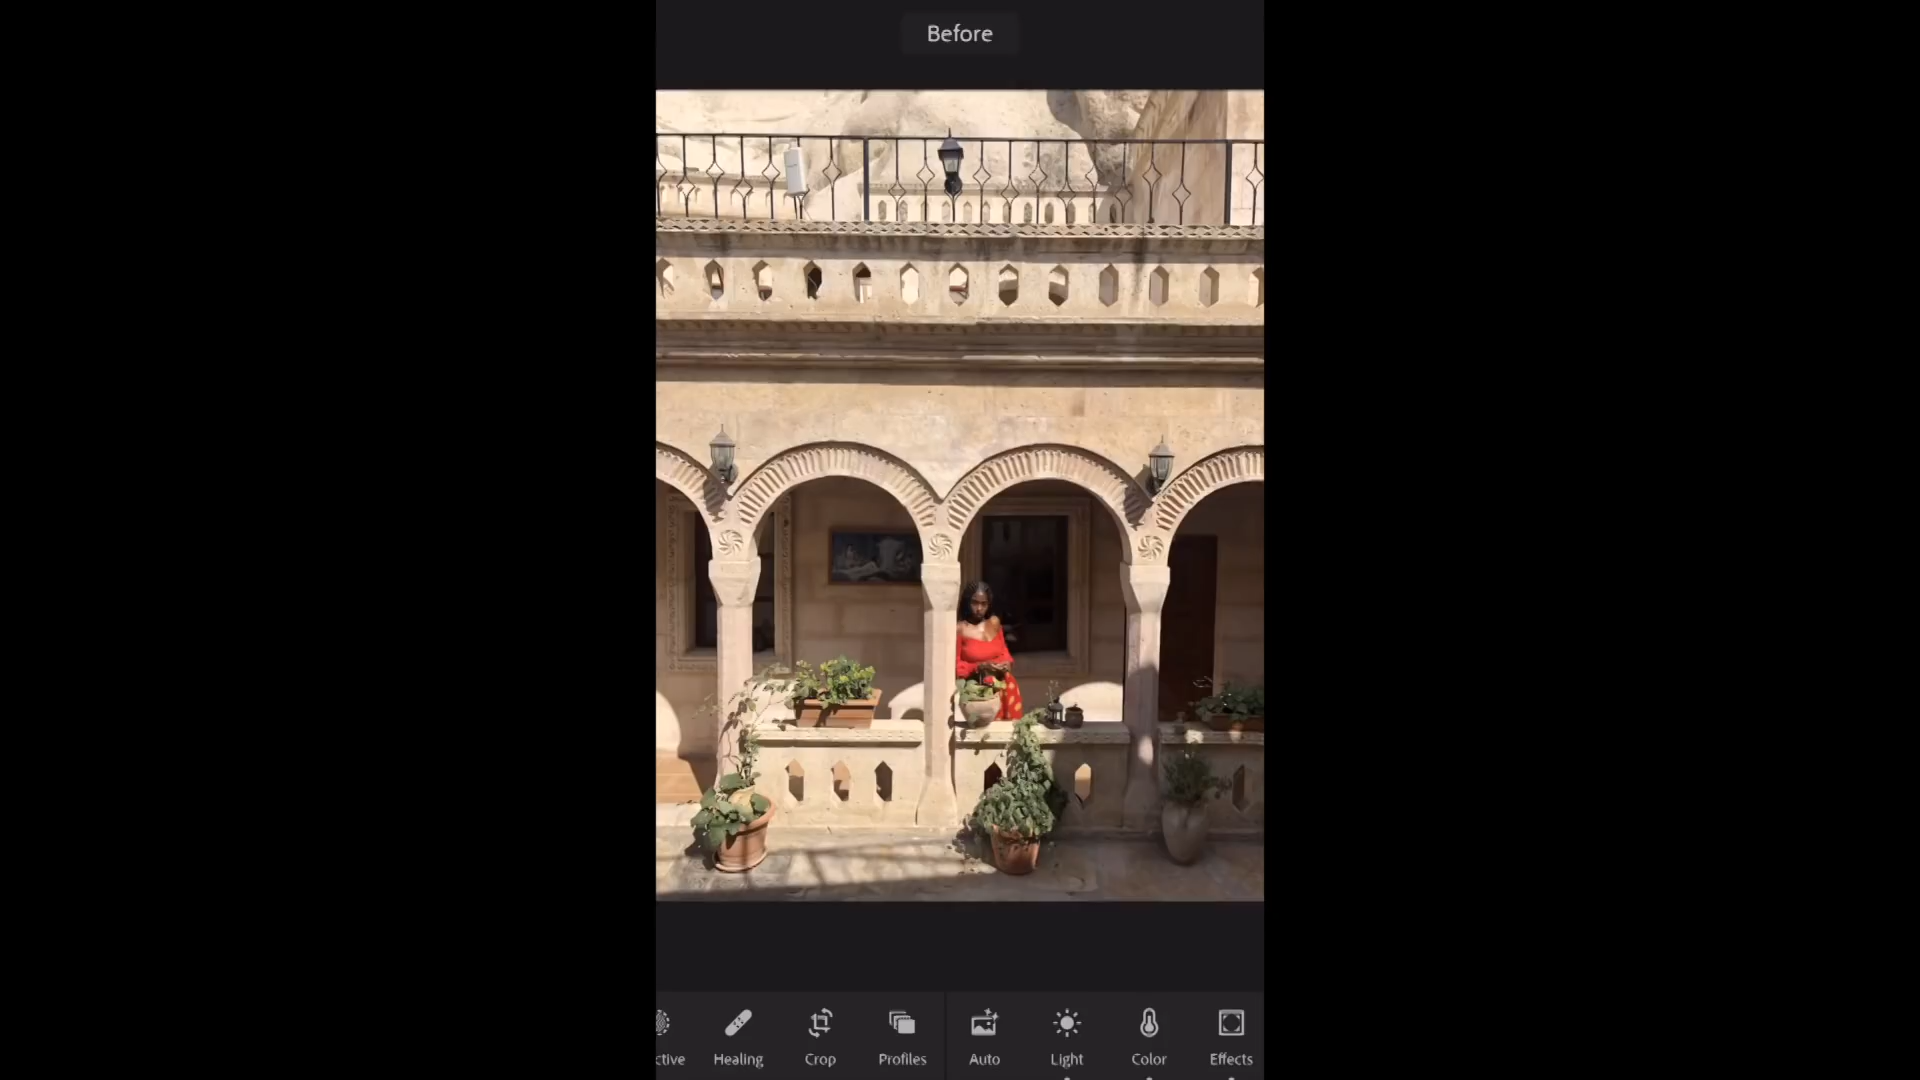 Before
ctive
Healing
Crop
Profiles
Auto
Light
Color
Effects